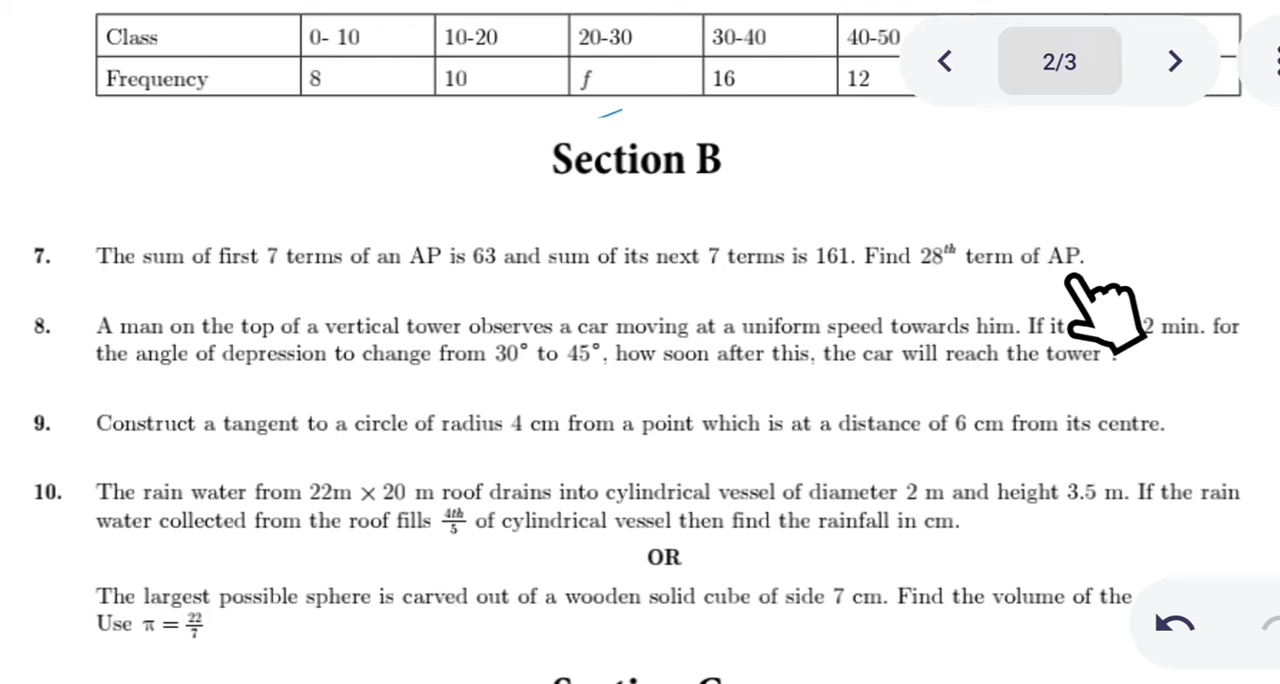 Class 0- 10 10-20 20-30 30-40 40-50
2/3
Frequency 8 10 f 16 12
Section B
7. The sum of first 7 terms of an AP is 63 and sum of its next 7 terms is 161. Find 28th term of AP.
8. A man on the top of a vertical tower observes a car moving at a uniform speed towards him. If it 2 min. for
the angle of depression to change from 30° to 45°, how soon after this, the car will reach the tower ?
9. Construct a tangent to a circle of radius 4 cm from a point which is at a distance of 6 cm from its centre.
10. The rain water from 22m × 20 m roof drains into cylindrical vessel of diameter 2 m and height 3.5 m. If the rain
water collected from the roof fills 4th/5 of cylindrical vessel then find the rainfall in cm.
OR
The largest possible sphere is carved out of a wooden solid cube of side 7 cm. Find the volume of the
Use π = 22/7